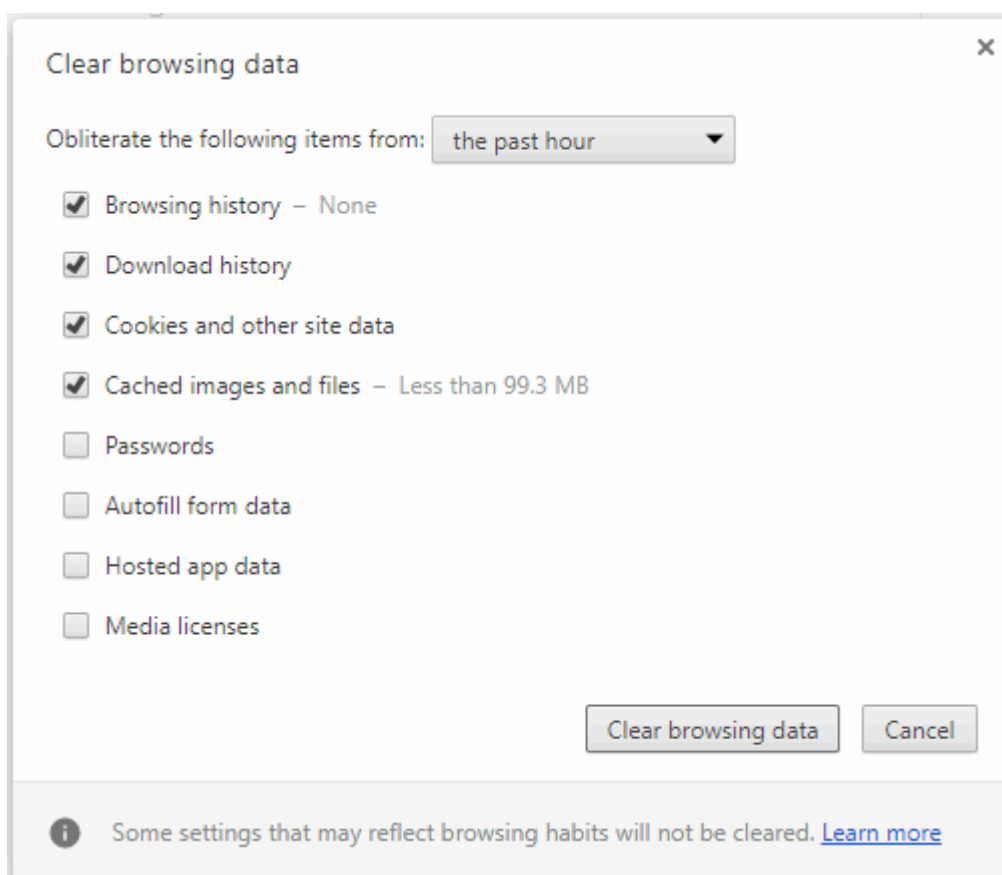 Clear browsing data
Obliterate the following items from: the past hour
Browsing history – None
Download history
Cookies and other site data
Cached images and files – Less than 99.3 MB
Passwords
Autofill form data
Hosted app data
Media licenses
Clear browsing data Cancel
Some settings that may reflect browsing habits will not be cleared. Learn more